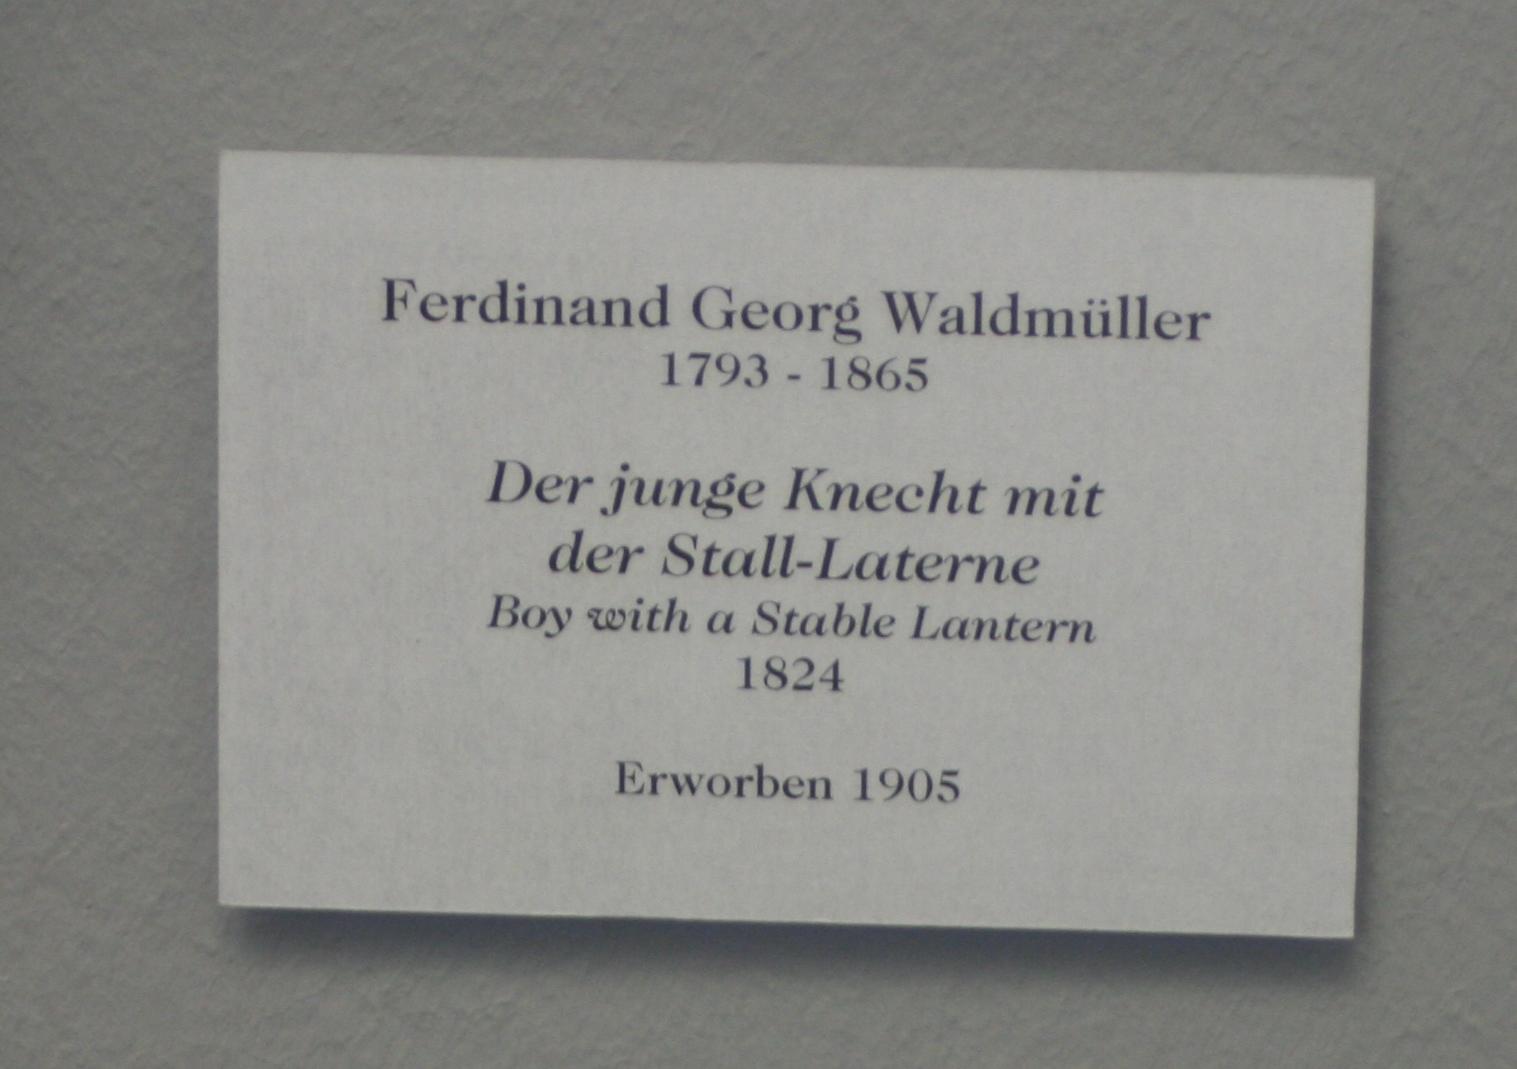 Ferdinand Georg Waldmüller
1793 - 1865
Der junge Knecht mit
der Stall-Laterne
Boy with a Stable Lantern
1824
Erworben 1905